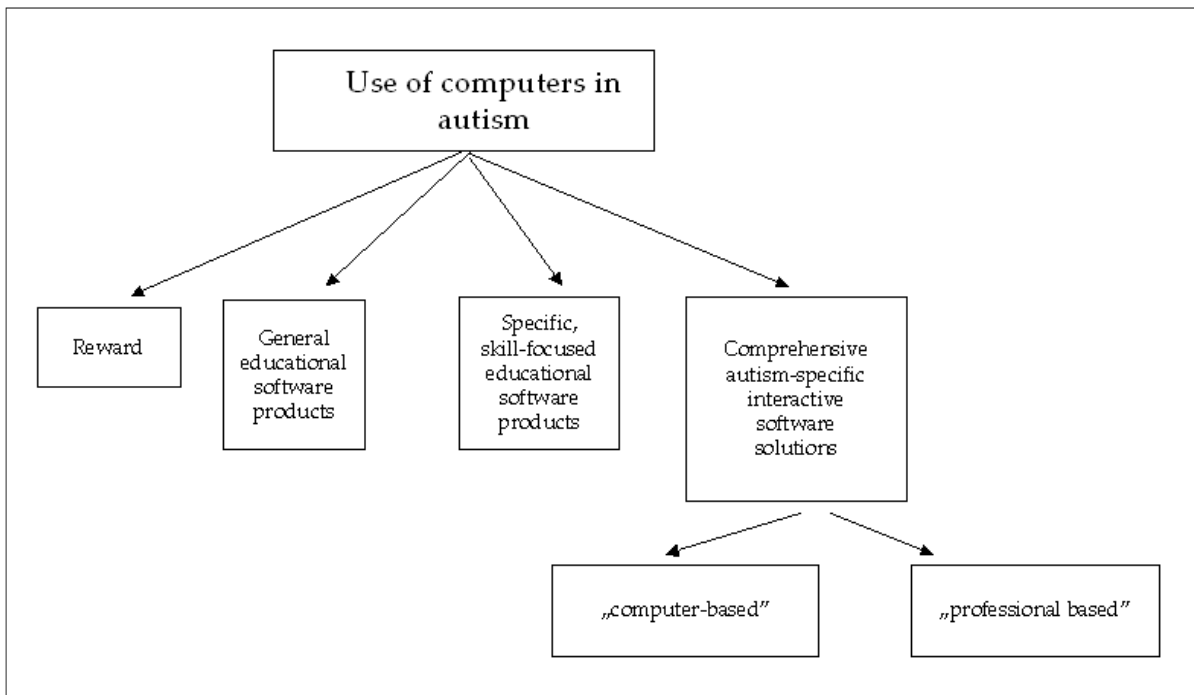 Use of computers in
autism
Reward
General
educational
software
products
Specific,
skill-focused
educational
software
products
Comprehensive
autism-specific
interactive
software
solutions
„computer-based”
„professional based”